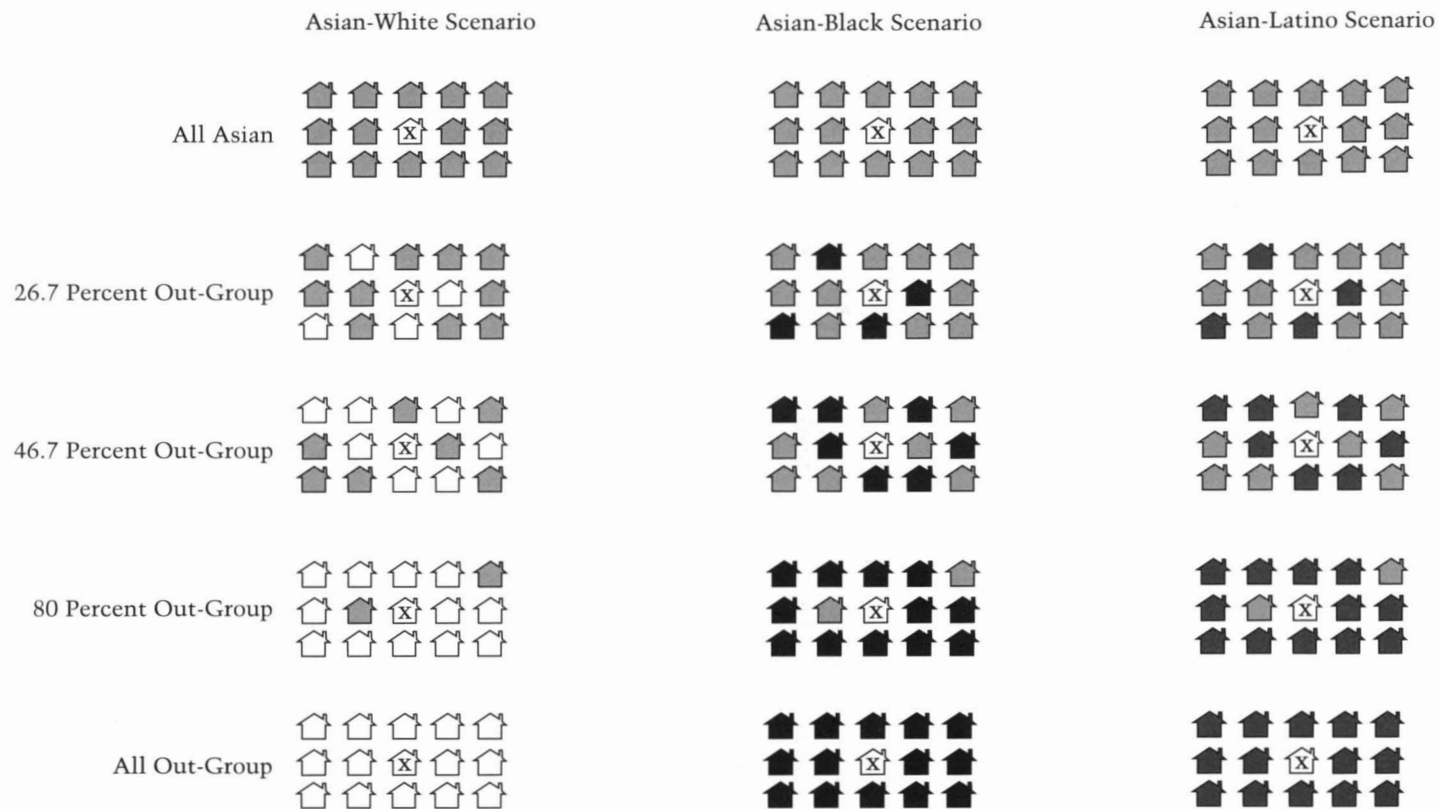 Asian-White Scenario
Asian-Black Scenario
Asian-Latino Scenario
All Asian
X
X
X
26.7 Percent Out-Group
X
X
X
46.7 Percent Out-Group
X
X
X
80 Percent Out-Group
X
X
X
All Out-Group
X
X
X